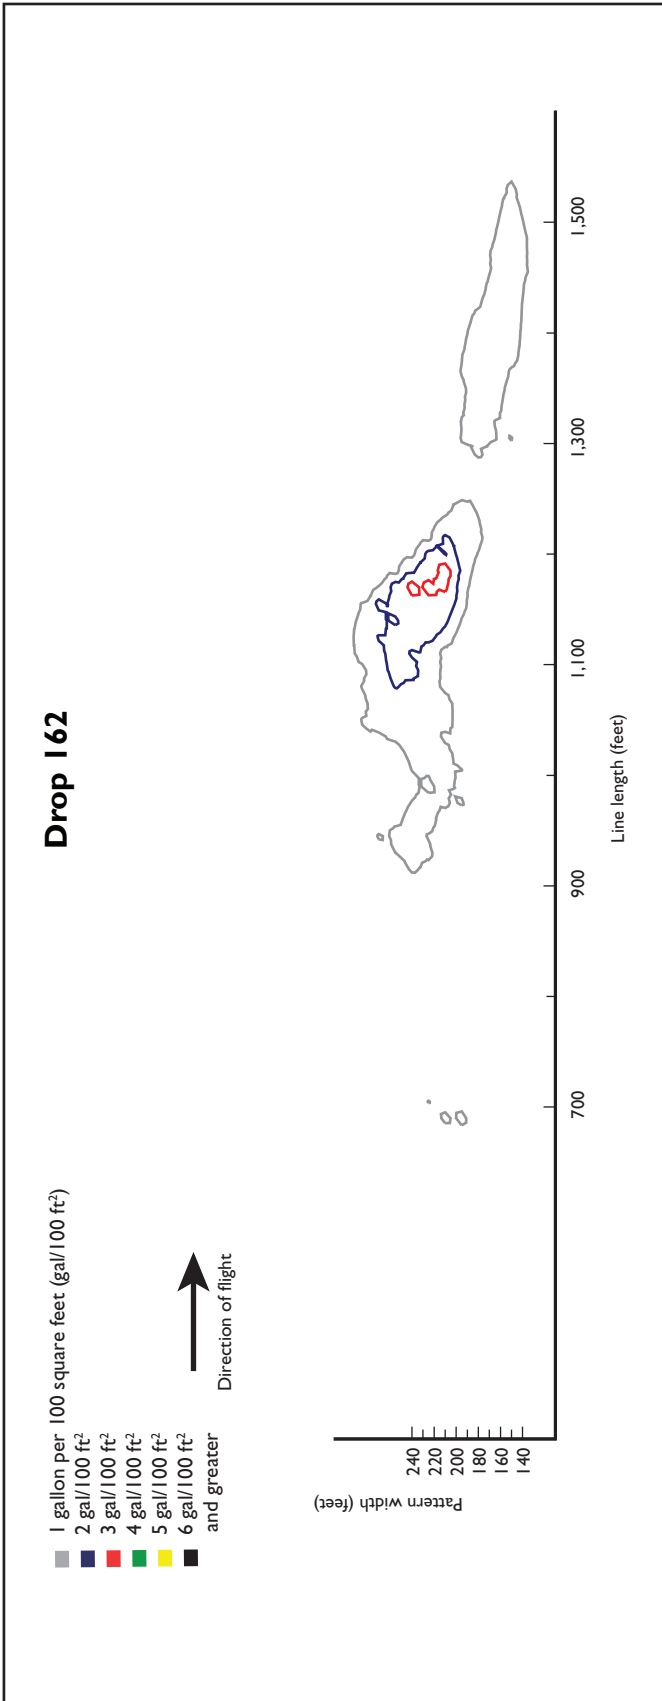 Drop 162
1 gallon per 100 square feet (gal/100 ft²)
2 gal/100 ft²
3 gal/100 ft²
4 gal/100 ft²
5 gal/100 ft²
6 gal/100 ft²
and greater
Direction of flight
Pattern width (feet)
240
220
200
180
160
140
700
900
1,100
1,300
1,500
Line length (feet)